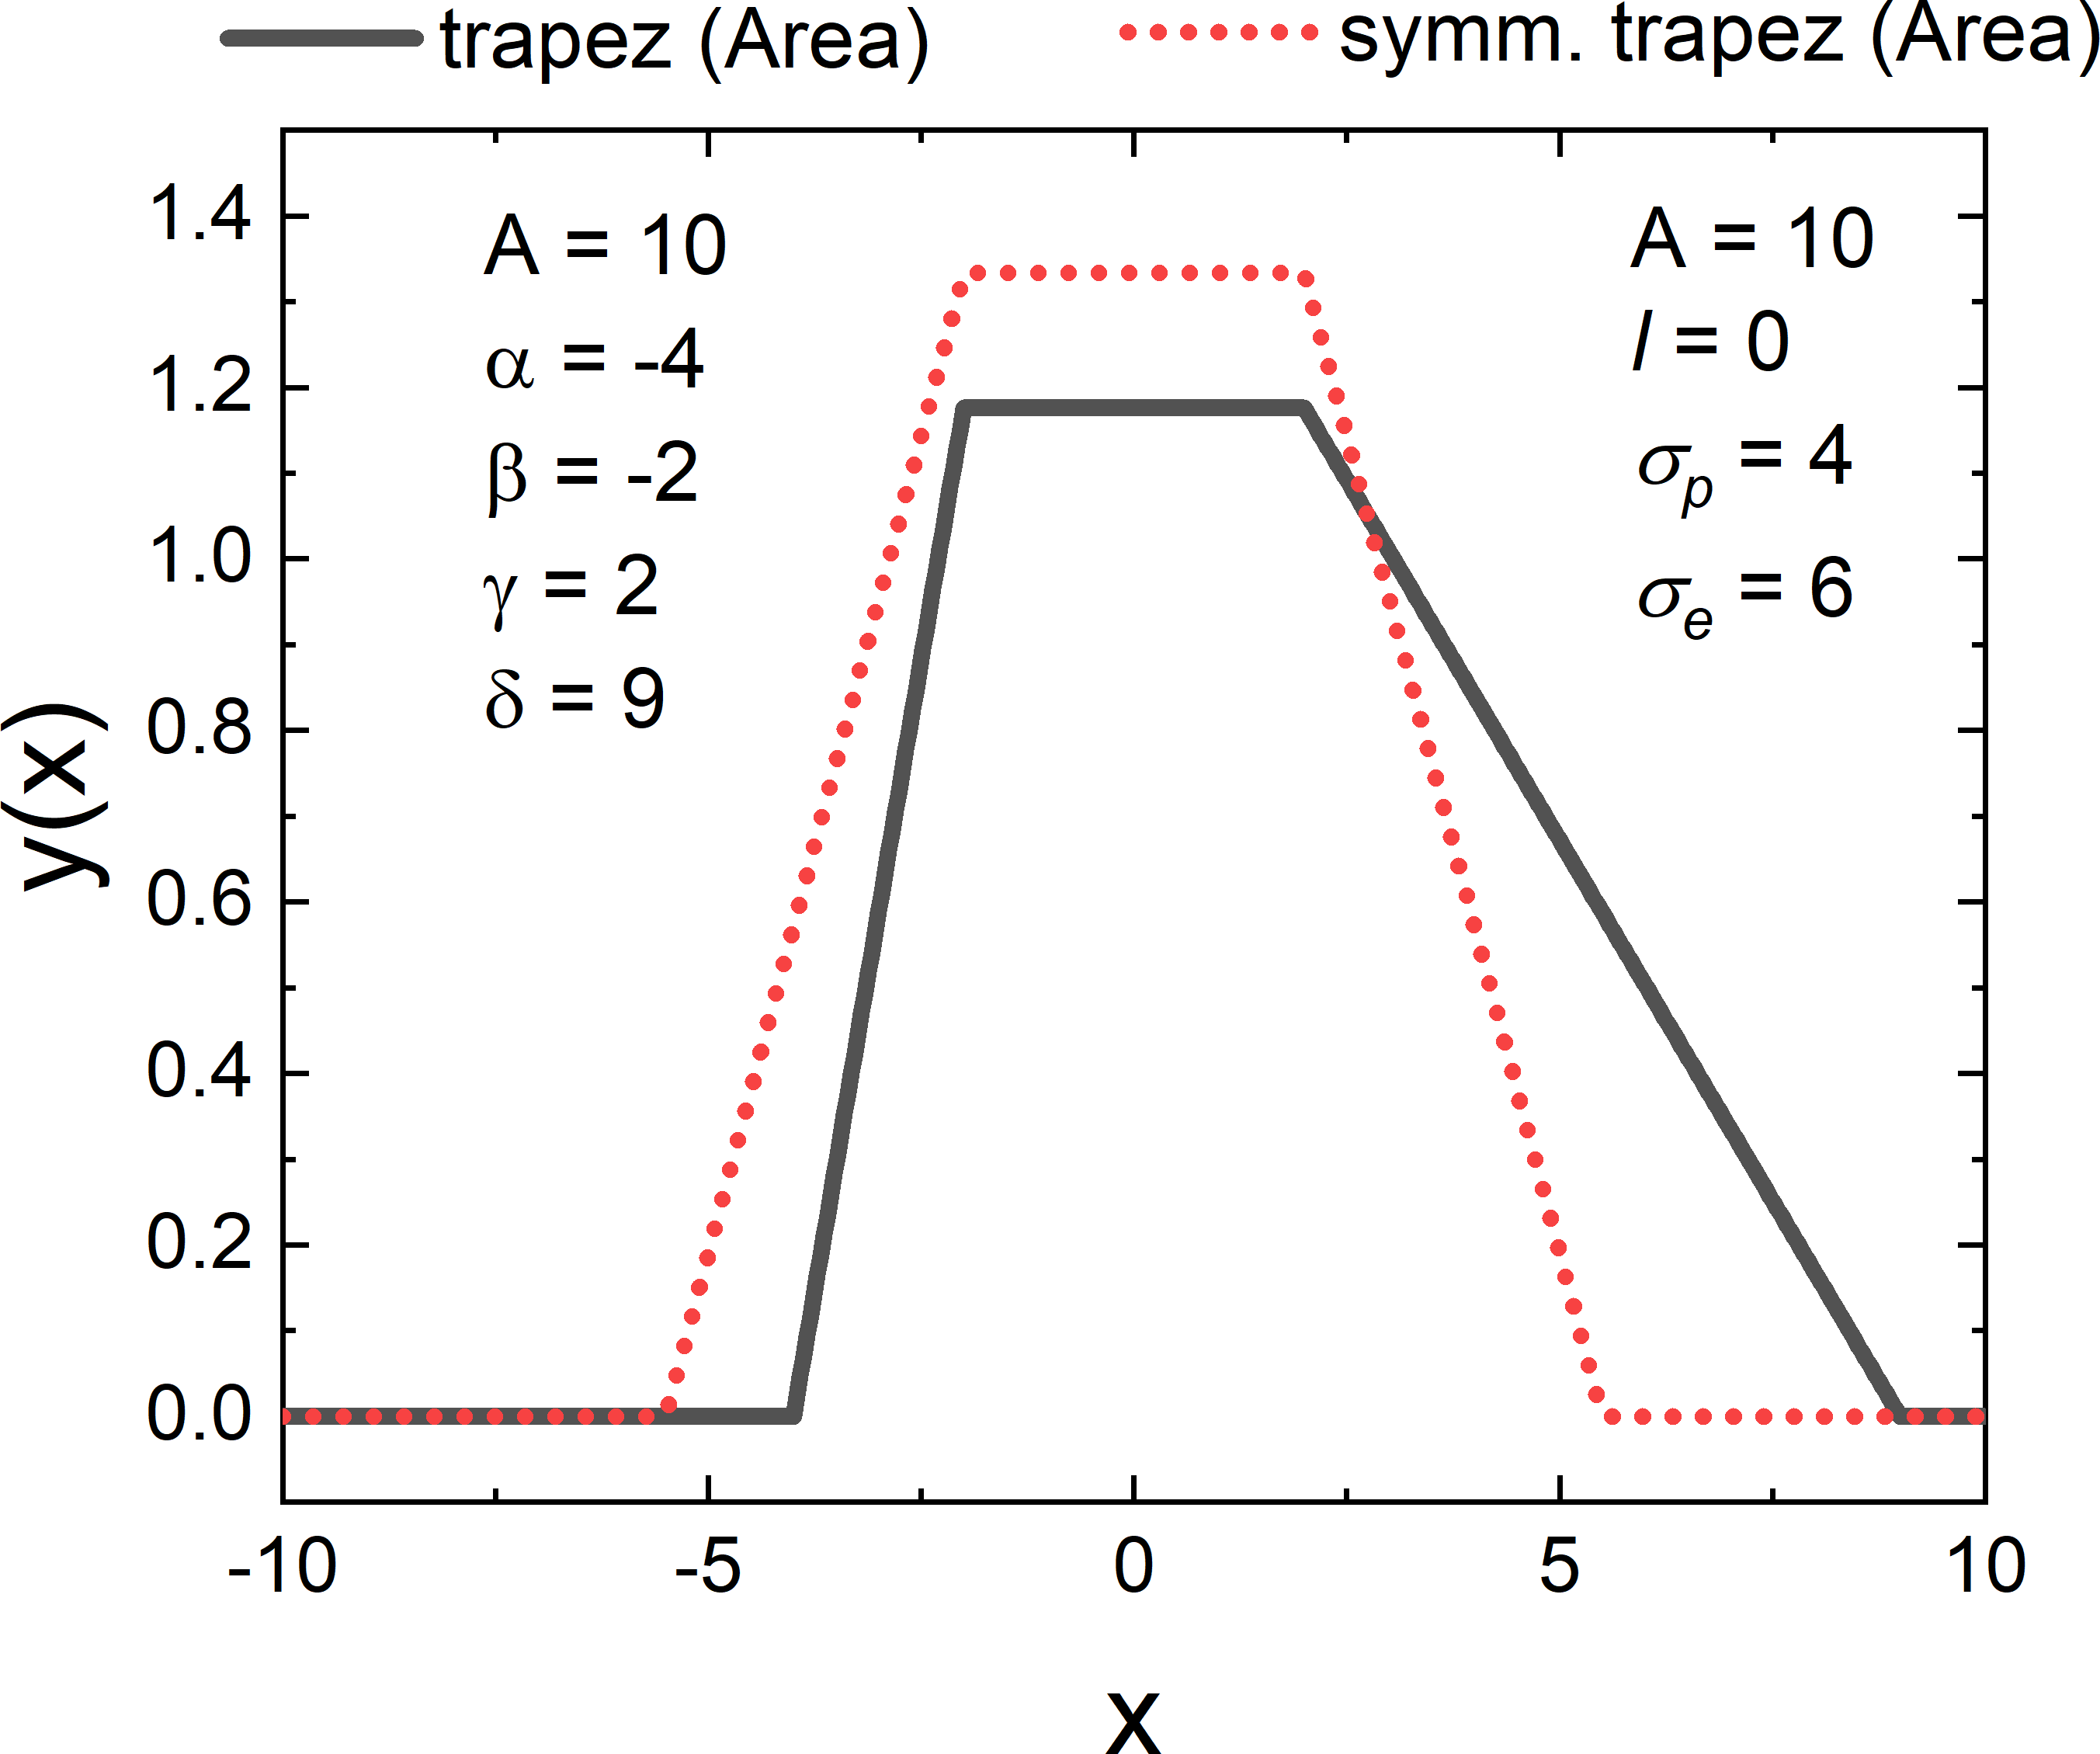 trapez (Area)
symm. trapez (Area)
A = 10
α = -4
β = -2
γ = 2
δ = 9
A = 10
l = 0
σp = 4
σe = 6
y(x)
1.4
1.2
1.0
0.8
0.6
0.4
0.2
0.0
-10 -5 0 5 10
x